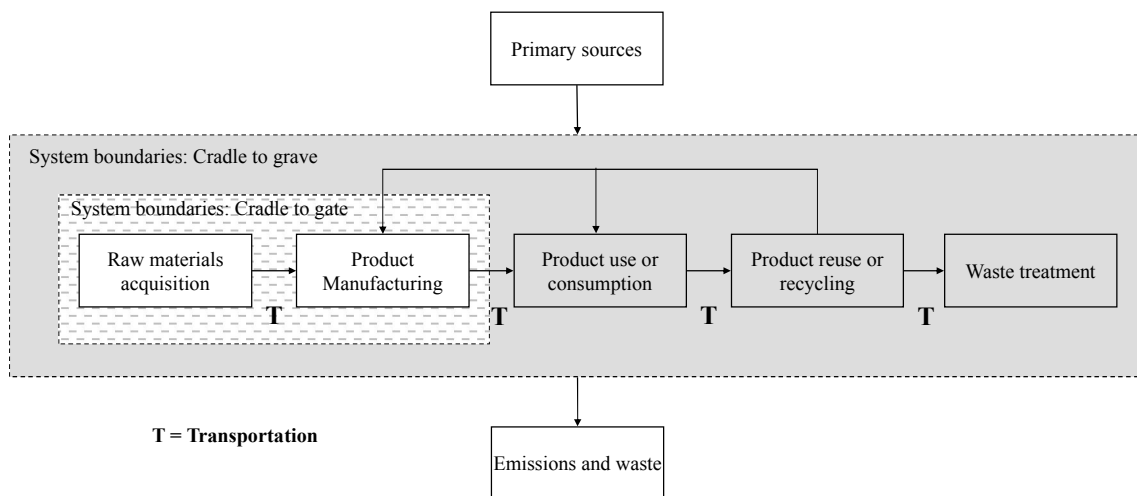 Primary sources
System boundaries: Cradle to grave
System boundaries: Cradle to gate
Raw materials
acquisition
Product
Manufacturing
Product use or
consumption
Product reuse or
recycling
Waste treatment
T
T
T
T
T = Transportation
Emissions and waste